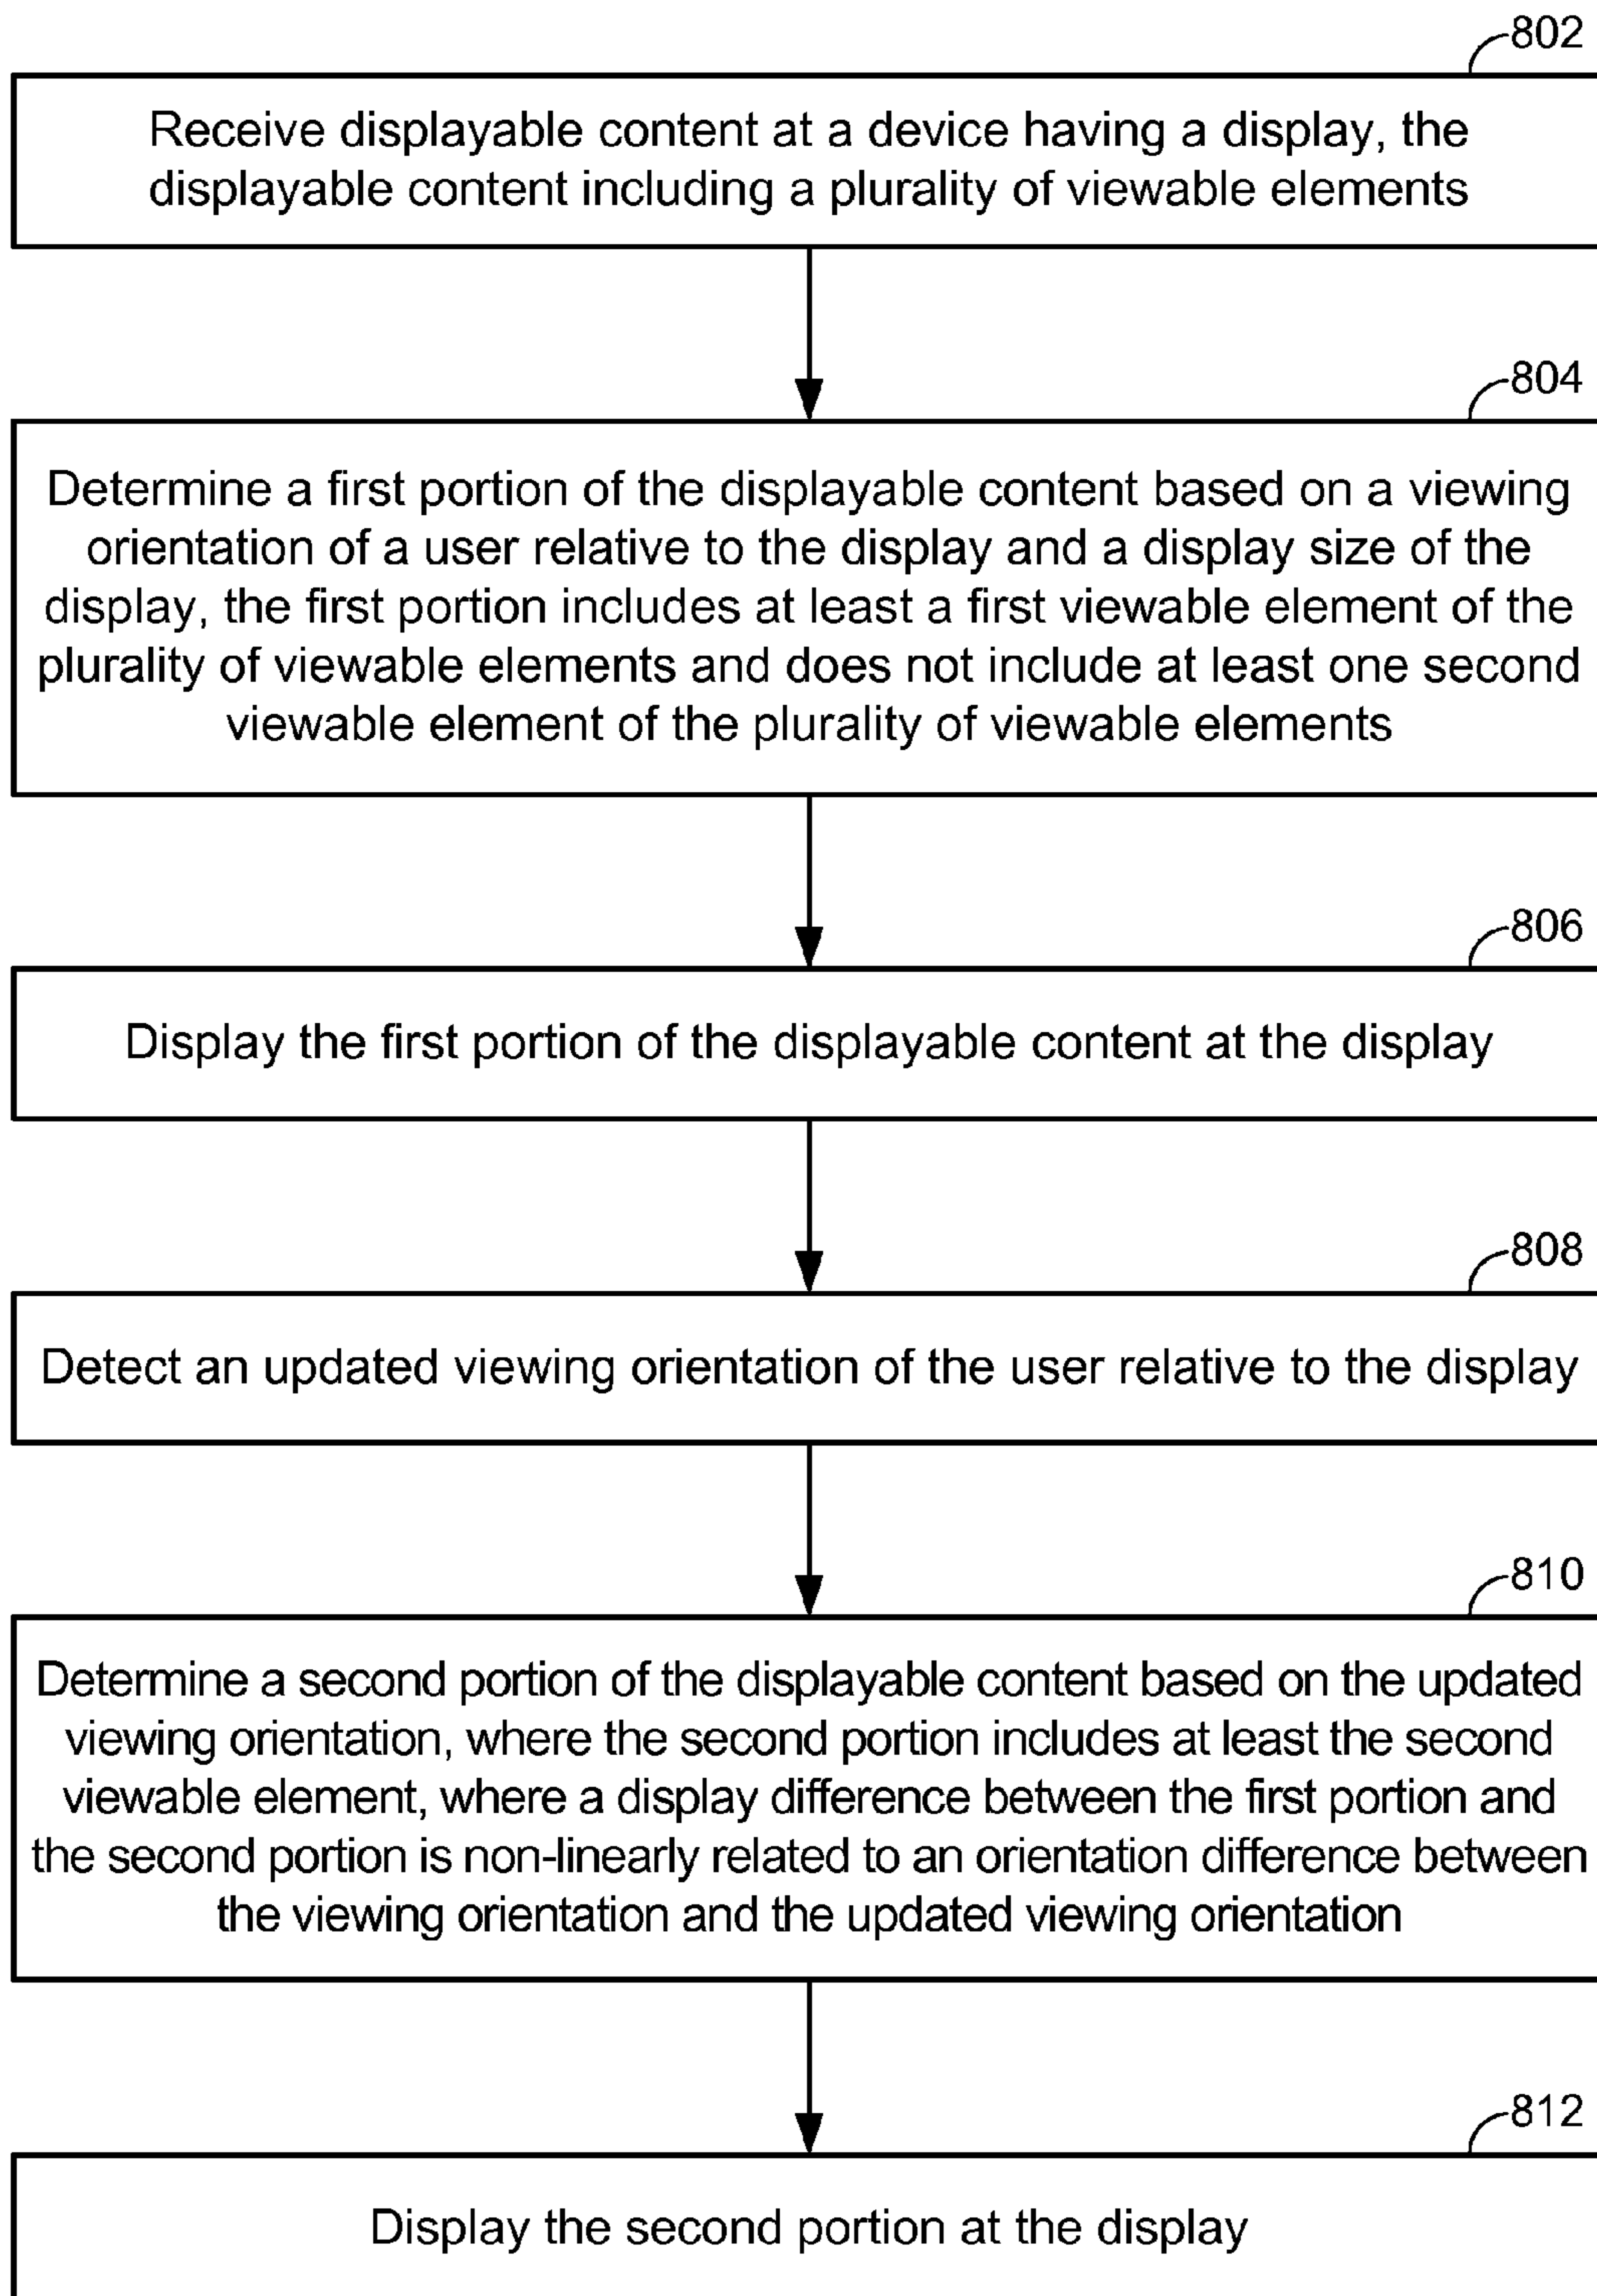 802
Receive displayable content at a device having a display, the
displayable content including a plurality of viewable elements
804
Determine a first portion of the displayable content based on a viewing
orientation of a user relative to the display and a display size of the
display, the first portion includes at least a first viewable element of the
plurality of viewable elements and does not include at least one second
viewable element of the plurality of viewable elements
806
Display the first portion of the displayable content at the display
808
Detect an updated viewing orientation of the user relative to the display
810
Determine a second portion of the displayable content based on the updated
viewing orientation, where the second portion includes at least the second
viewable element, where a display difference between the first portion and
the second portion is non-linearly related to an orientation difference between
the viewing orientation and the updated viewing orientation
812
Display the second portion at the display